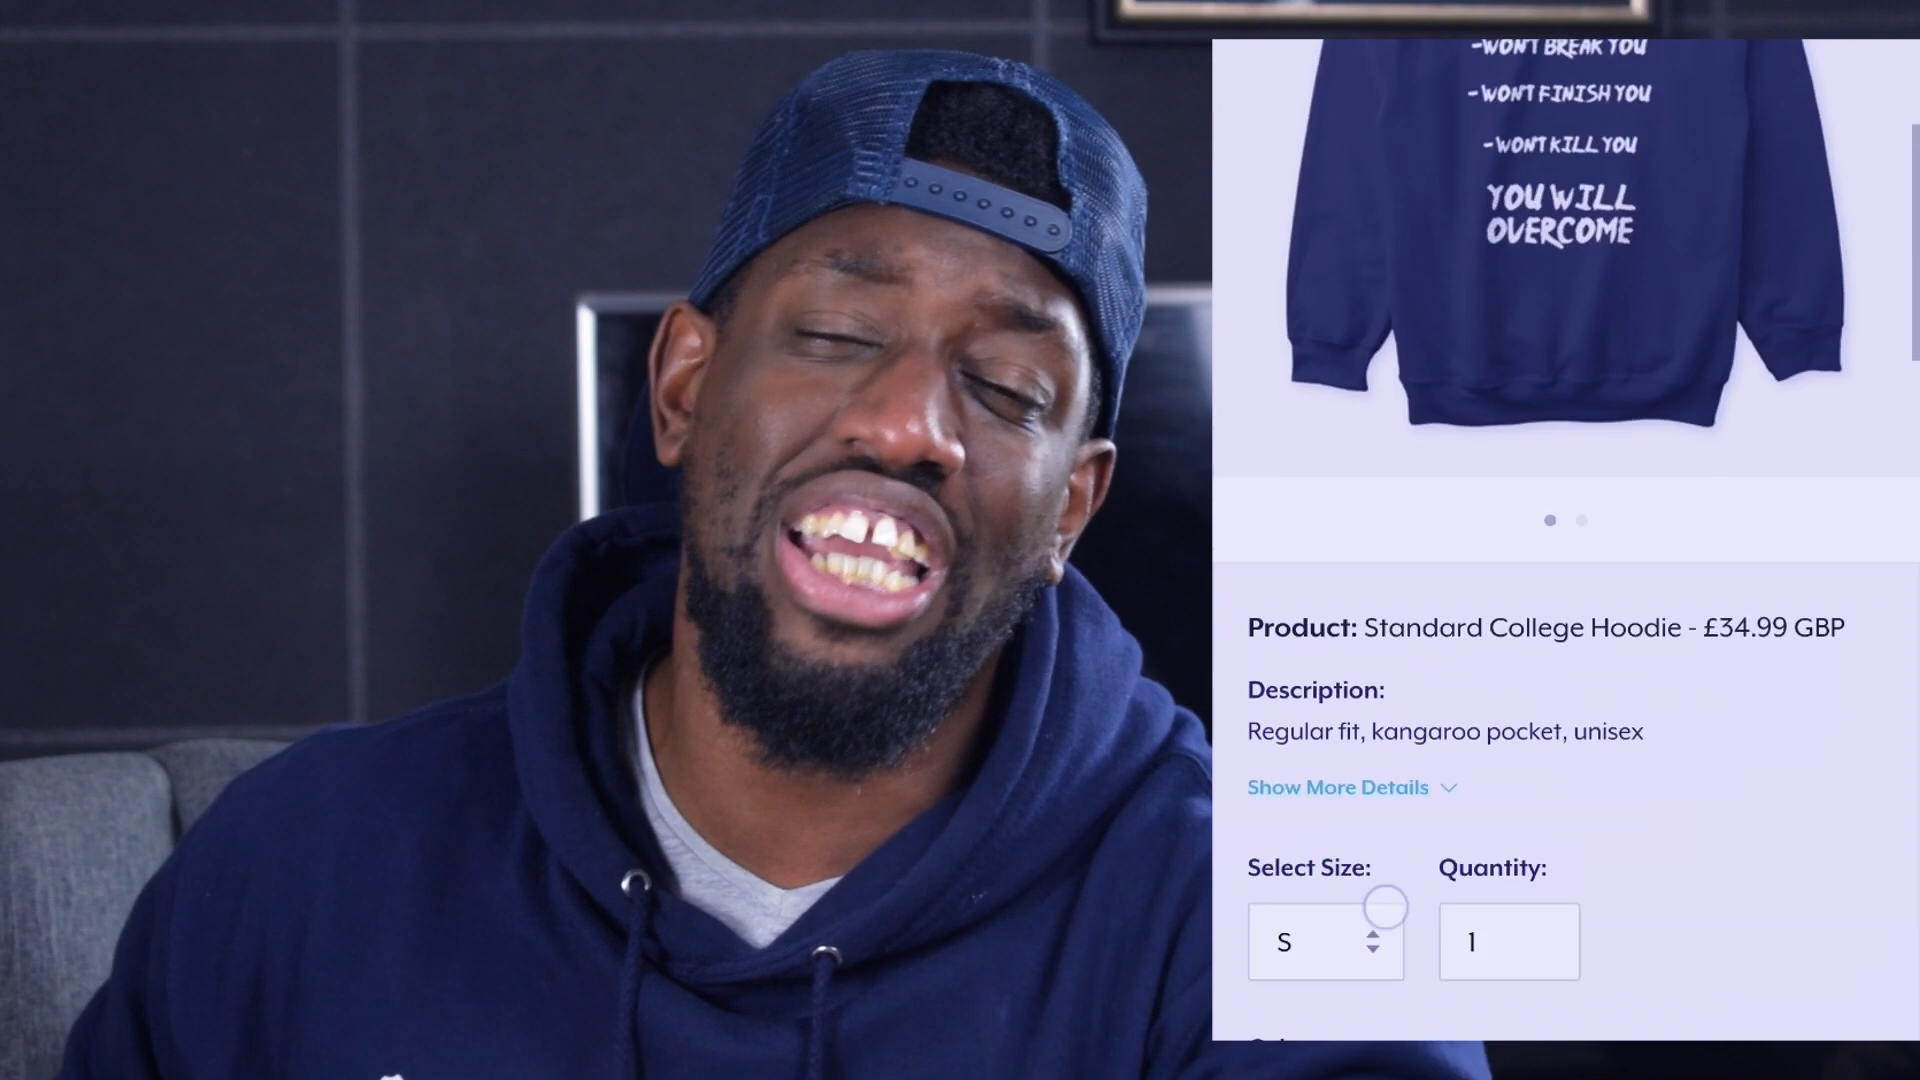 -WON'T BREAK YOU
-WON'T FINISH YOU
-WON'T KILL YOU
YOU WILL
OVERCOME
Product: Standard College Hoodie - £34.99 GBP
Description:
Regular fit, kangaroo pocket, unisex
Show More Details
Select Size: Quantity:
S 1